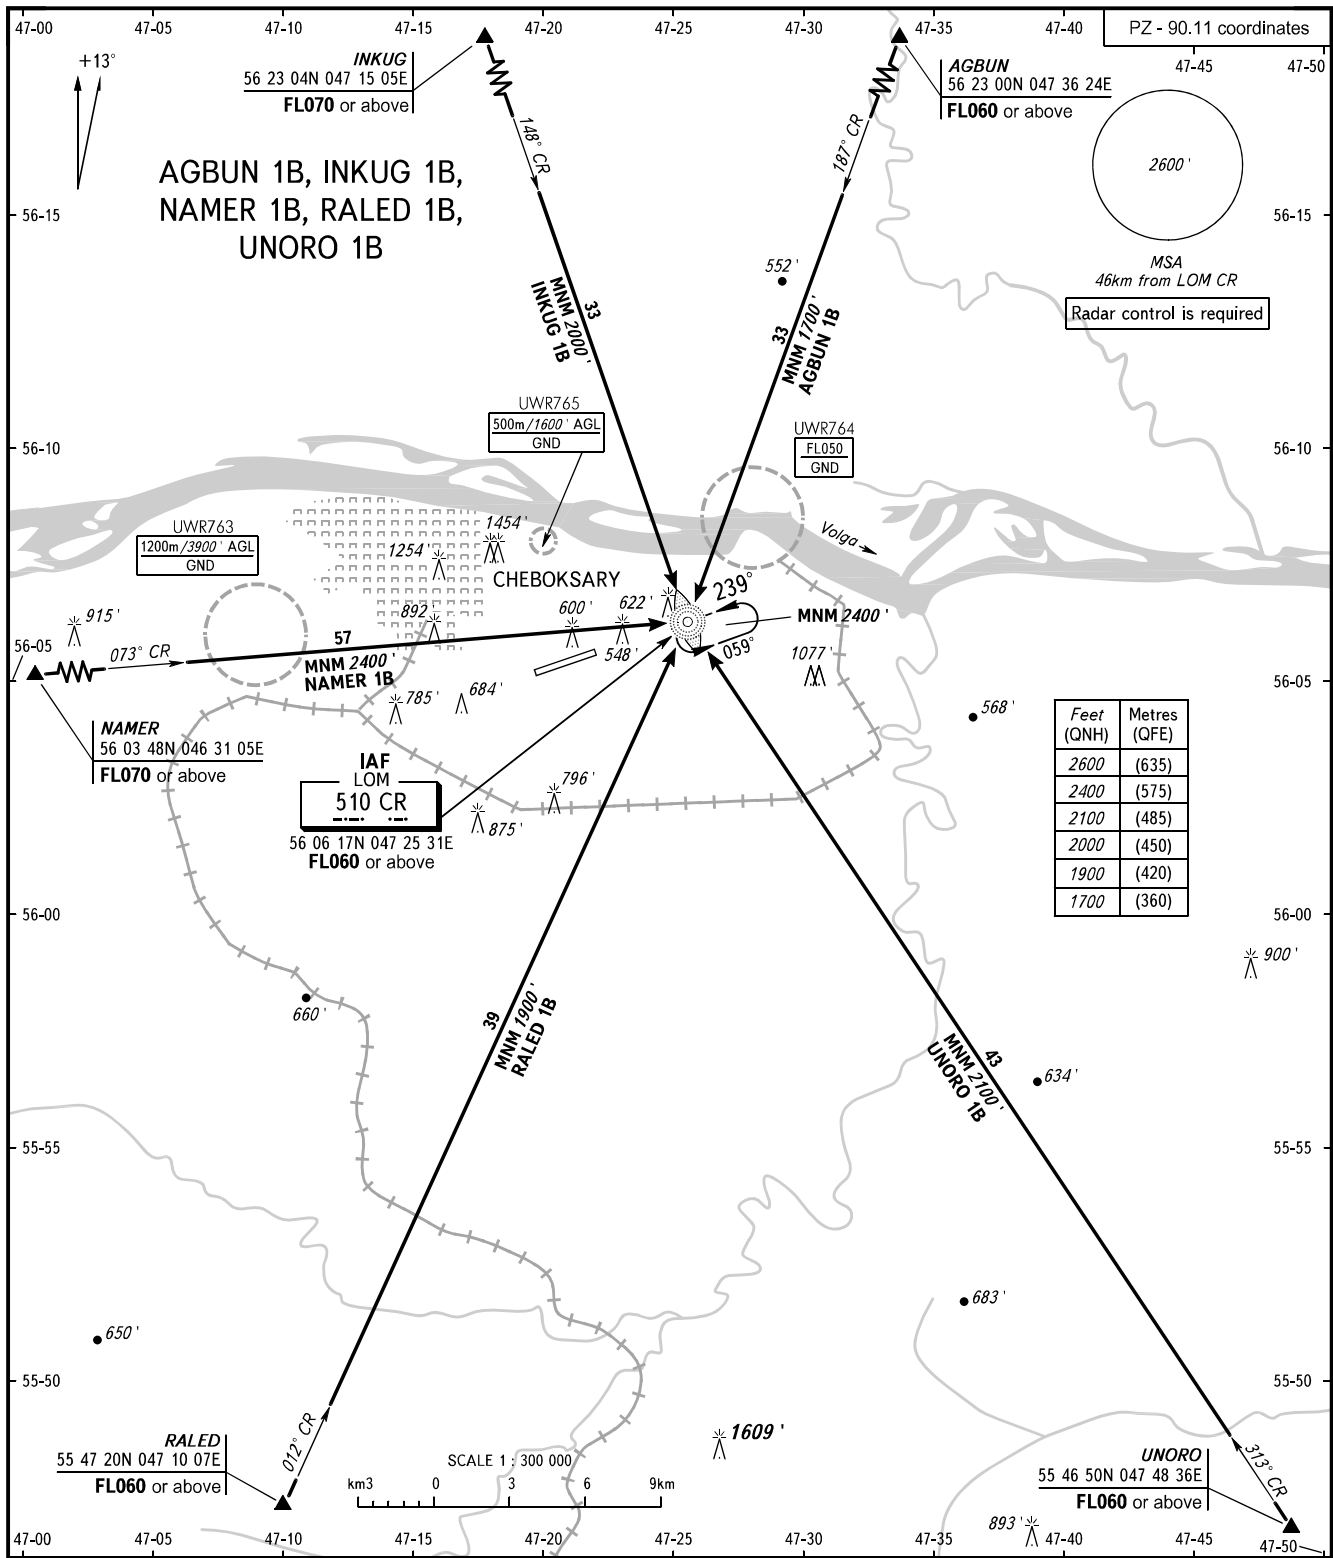 47-00 47-05 47-10 47-15 47-20 47-25 47-30 47-35 47-40
PZ - 90.11 coordinates
47-45 47-50
+13°
INKUG
56 23 04N 047 15 05E
FL070 or above
AGBUN
56 23 00N 047 36 24E
FL060 or above
148° CR
187° CR
AGBUN 1B, INKUG 1B,
NAMER 1B, RALED 1B,
UNORO 1B
2600'
MSA
46km from LOM CR
Radar control is required
56-15
56-15
552'
33
MNM 2000'
INKUG 1B
33
MNM 1700'
AGBUN 1B
UWR765
500m/1600' AGL
GND
UWR764
FL050
GND
56-10
56-10
UWR763
1200m/3900' AGL
GND
1454'
1254'
Volga
CHEBOKSARY
915'
892'
600'
622'
239°
MNM 2400'
059°
56-05
073° CR
57
MNM 2400'
NAMER 1B
548'
1077'
56-05
785'
684'
568'
NAMER
56 03 48N 046 31 05E
FL070 or above
IAF
LOM
510 CR
56 06 17N 047 25 31E
FL060 or above
796'
875'
Feet (QNH) Metres (QFE)
2600 (635)
2400 (575)
2100 (485)
2000 (450)
1900 (420)
1700 (360)
56-00
56-00
900'
660'
39
MNM 1900'
RALED 1B
43
MNM 2100'
UNORO 1B
634'
55-55
55-55
683'
650'
55-50
55-50
012° CR
RALED
55 47 20N 047 10 07E
FL060 or above
1609'
SCALE 1 : 300 000
km3 0 3 6 9km
UNORO
55 46 50N 047 48 36E
FL060 or above
313° CR
893'
47-00 47-05 47-10 47-15 47-20 47-25 47-30 47-35 47-40 47-45 47-50